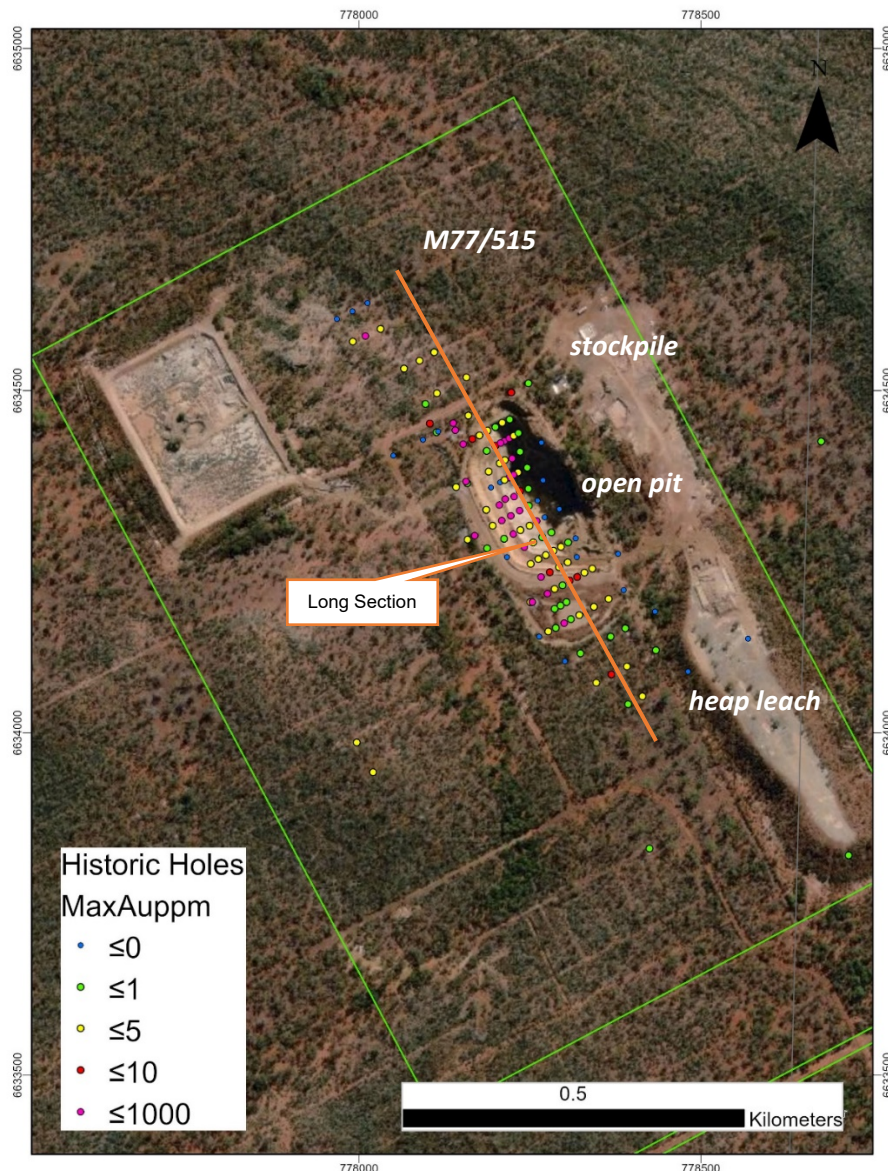 778000
778500
6635000
6635000
N
M77/515
stockpile
6634500
6634500
open pit
Long Section
heap leach
6634000
6634000
Historic Holes
MaxAuppm
≤0
≤1
≤5
≤10
≤1000
6633500
6633500
0.5
Kilometers
778000
778500